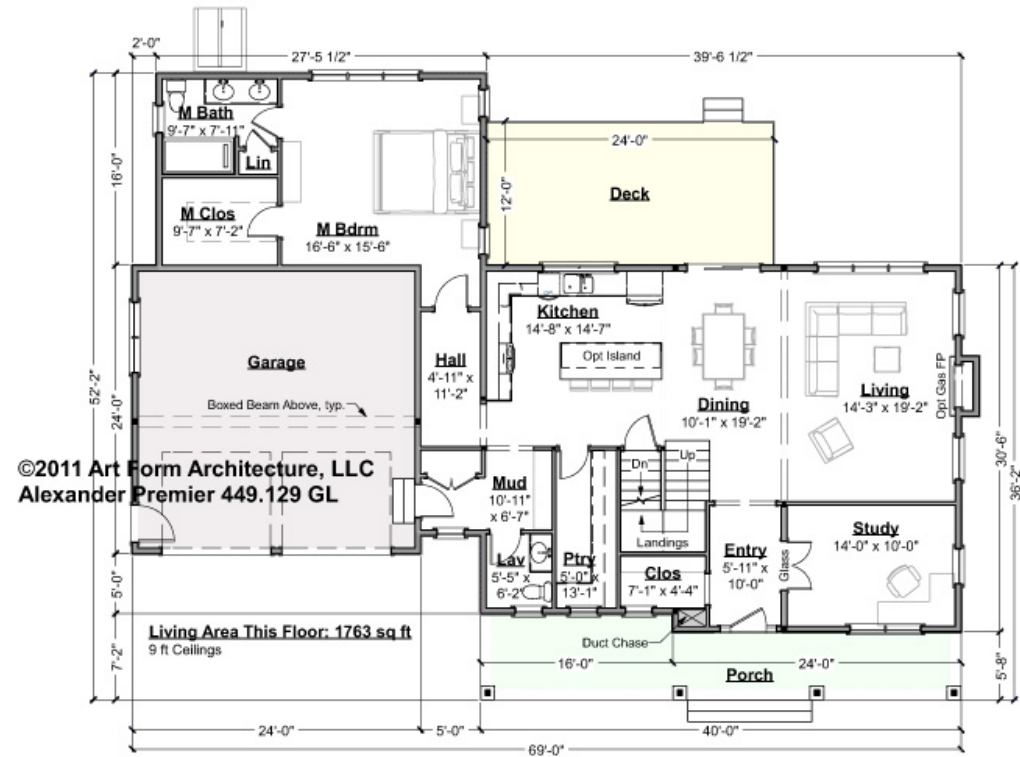 2'-0"
27'-5 1/2"
39'-6 1/2"
M Bath
9'-7" x 7'-11"
Lin
16'-0"
24'-0"
12'-0"
Deck
M Clos
9'-7" x 7'-2"
M Bdrm
16'-6" x 15'-6"
Kitchen
14'-8" x 14'-7"
Opt Island
Garage
Hall
4'-11" x
11'-2"
Dining
10'-1" x 19'-2"
Living
14'-3" x 19'-2"
Opt Gas FP
52'-2"
24'-0"
Boxed Beam Above, typ.
30'-6"
36'-2"
©2011 Art Form Architecture, LLC
Alexander Premier 449.129 GL
Dn
Up
Mud
10'-11"
x 6'-7"
Landings
Study
14'-0" x 10'-0"
Entry
5'-11" x
10'-0"
Glass
Lav
5'-5" x
6'-2"
Ptry
5'-0" x
13'-1"
Clos
7'-1" x 4'-4"
5'-0"
Living Area This Floor: 1763 sq ft
9 ft Ceilings
Duct Chase
7'-2"
16'-0"
24'-0"
5'-8"
Porch
24'-0"
5'-0"
40'-0"
69'-0"